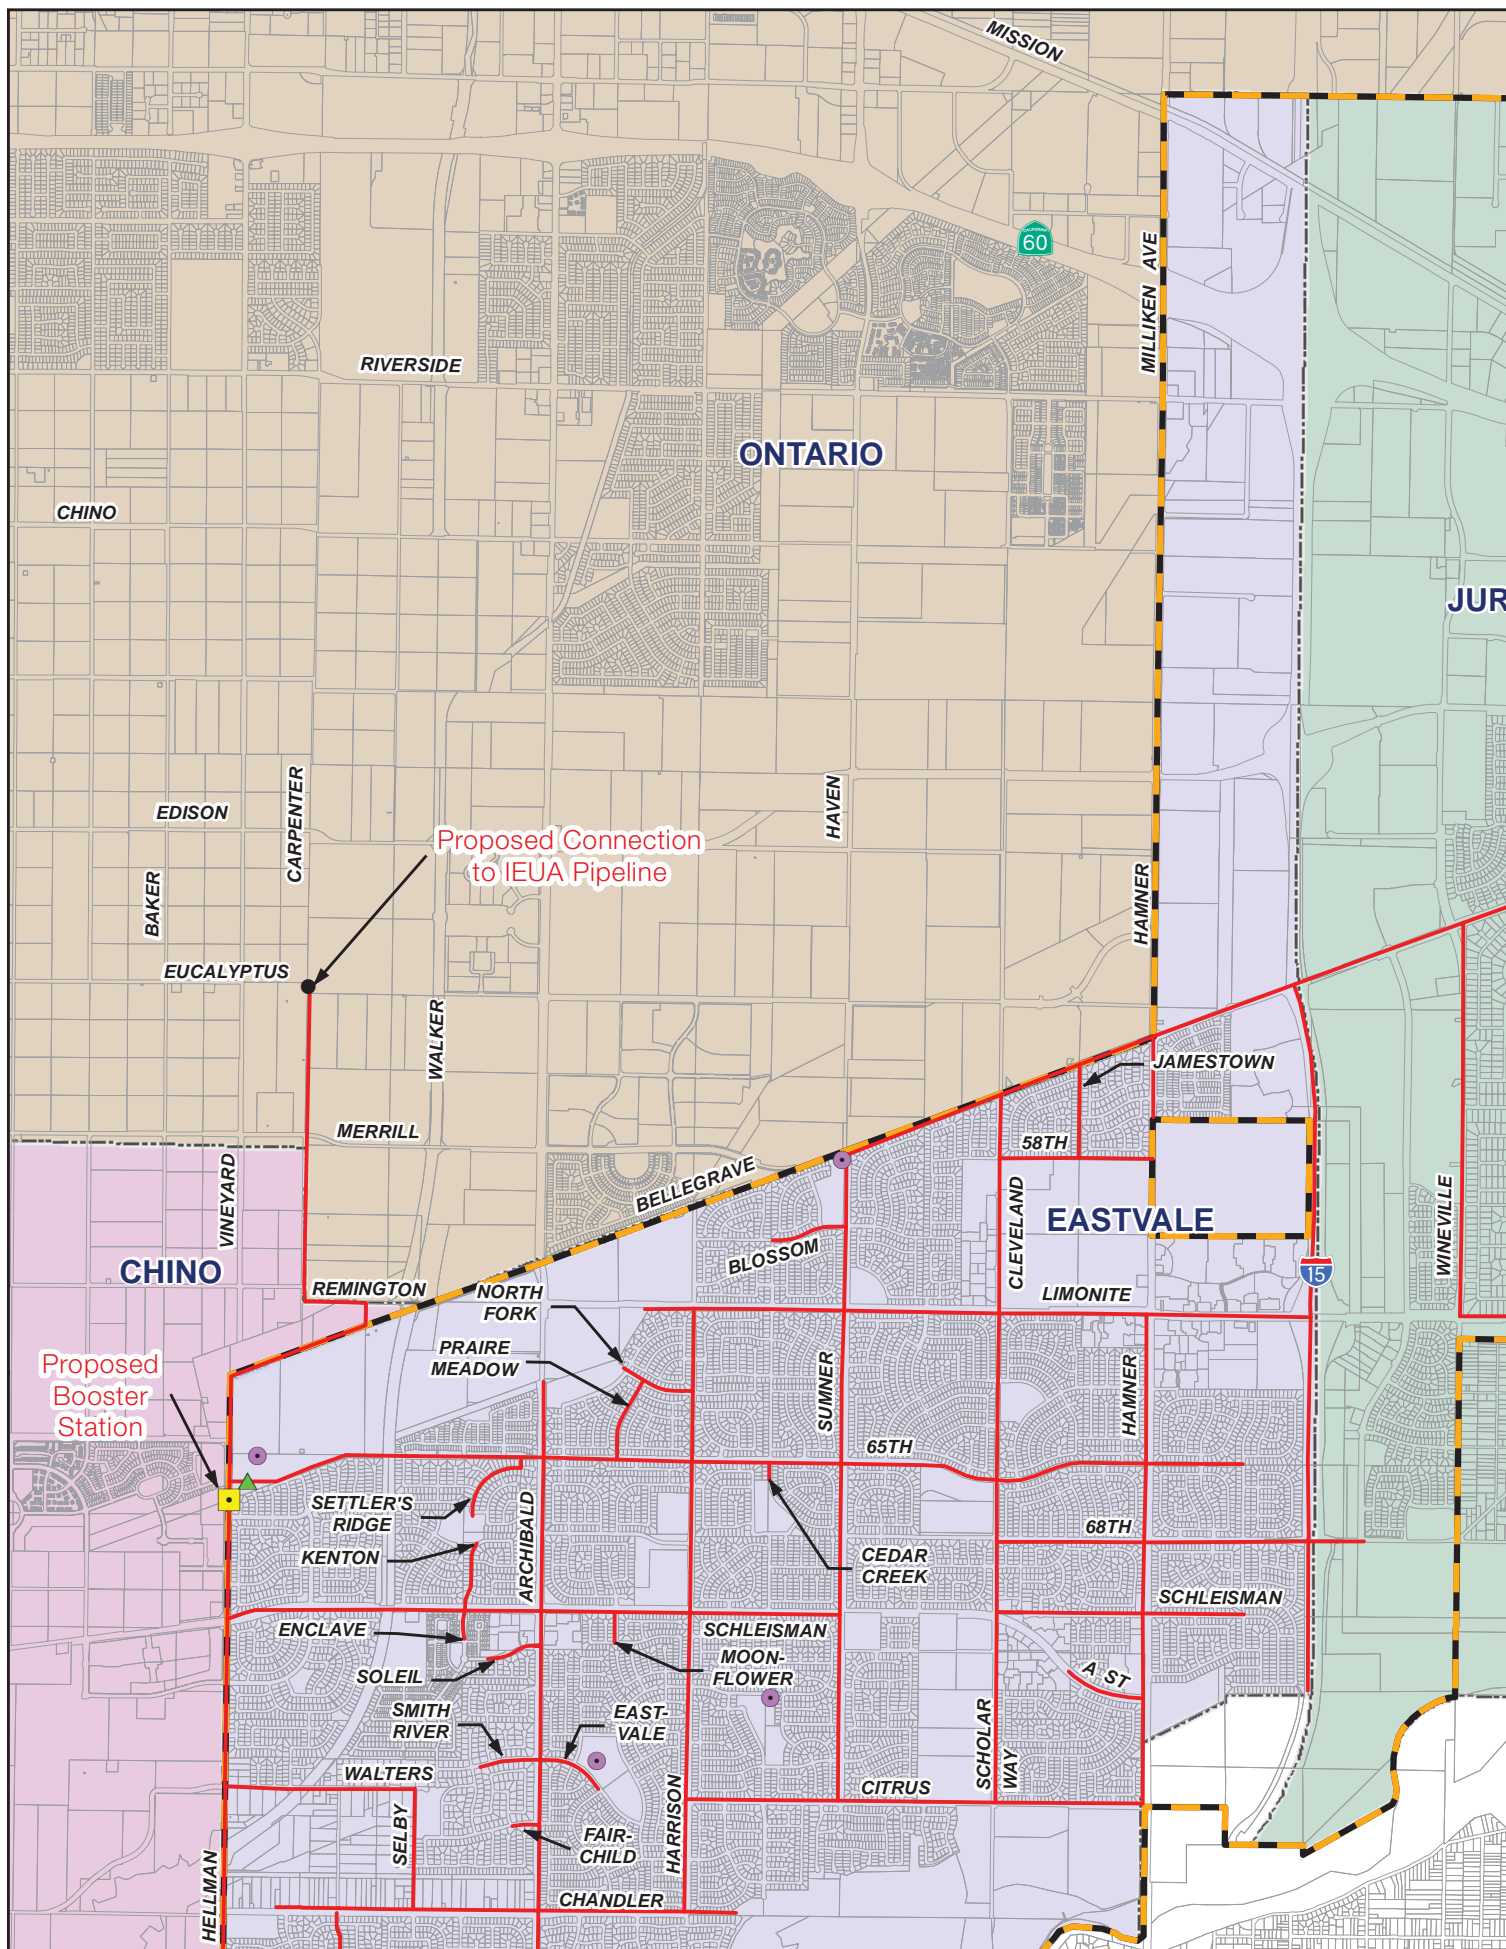 MISSION
CALIFORNIA
60
MILLIKEN AVE
RIVERSIDE
ONTARIO
CHINO
JUR
EDISON
CARPENTER
HAVEN
Proposed Connection
to IEUA Pipeline
BAKER
HAMNER
EUCALYPTUS
WALKER
JAMESTOWN
MERRILL
58TH
VINEYARD
BELLEGRAVE
CLEVELAND
EASTVALE
WINEVILLE
CHINO
BLOSSOM
15
REMINGTON
NORTH
FORK
LIMONITE
PRAIRE
MEADOW
Proposed
Booster
Station
SUMNER
HAMNER
65TH
SETTLER'S
RIDGE
ARCHIBALD
68TH
KENTON
CEDAR
CREEK
SCHLEISMAN
ENCLAVE
SCHLEISMAN
SOLEIL
MOON-
FLOWER
A ST
SMITH
RIVER
EAST-
VALE
SCHOLAR WAY
WALTERS
CITRUS
HARRISON
SELBY
FAIR-
CHILD
HELLMAN
CHANDLER